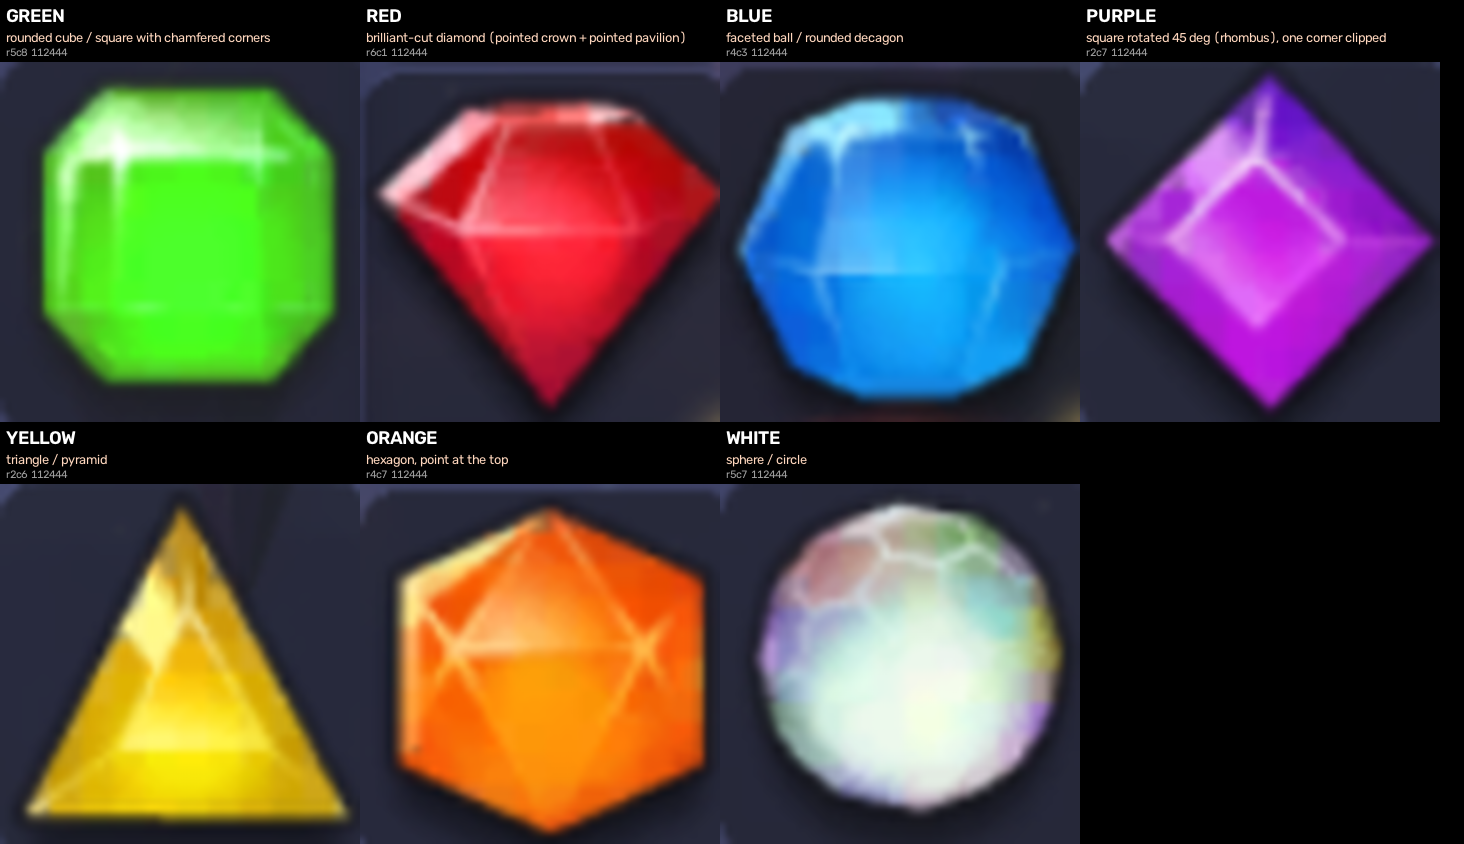 GREEN
rounded cube / square with chamfered corners
r5c8 112444
RED
brilliant-cut diamond (pointed crown + pointed pavilion)
r6c1 112444
BLUE
faceted ball / rounded decagon
r4c3 112444
PURPLE
square rotated 45 deg (rhombus), one corner clipped
r2c7 112444
YELLOW
triangle / pyramid
r2c6 112444
ORANGE
hexagon, point at the top
r4c7 112444
WHITE
sphere / circle
r5c7 112444